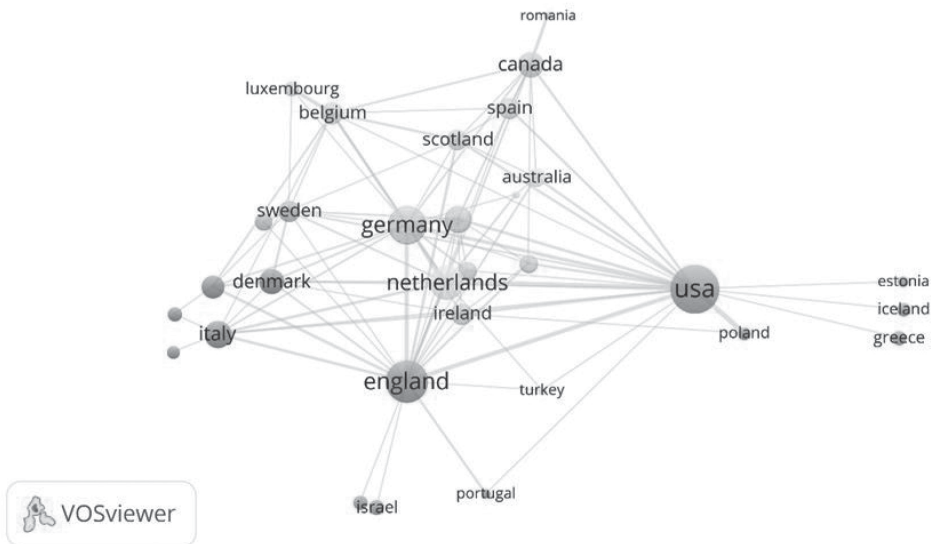 romania
canada
luxembourg
belgium
spain
scotland
australia
sweden
germany
denmark
netherlands
usa
estonia
ireland
iceland
italy
poland
greece
england
turkey
portugal
israel
VOSviewer